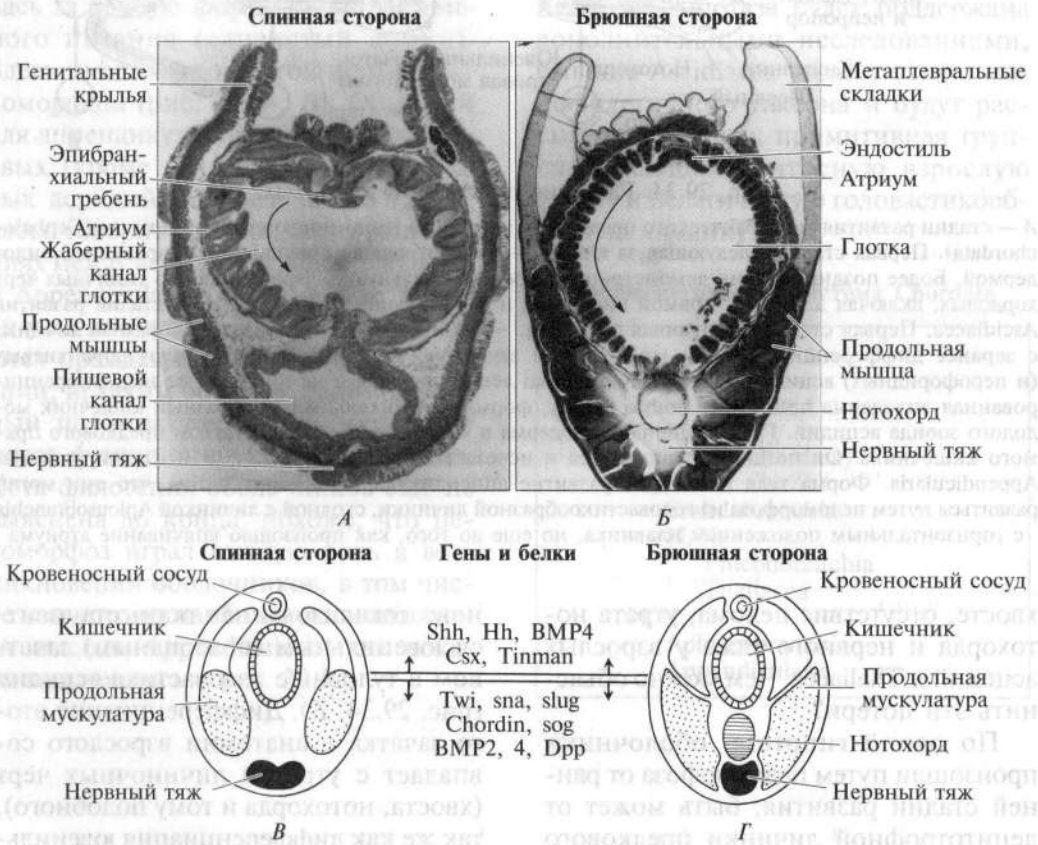 Спинная сторона
Брюшная сторона
Генитальные
крылья
Эпибран-
хиальный
гребень
Атриум
Жаберный
канал
глотки
Продольные
мышцы
Пищевой
канал
глотки
Нервный тяж
Метаплевральные
складки
Эндостиль
Атриум
Глотка
Продольная
мышца
Нотохорд
Нервный тяж
А
Б
Спинная сторона
Гены и белки
Брюшная сторона
Кровеносный сосуд
Кишечник
Продольная
мускулатура
Нервный тяж
Shh, Hh, BMP4
Csx, Tinman
Twi, sna, slug
Chordin, sog
BMP2, 4, Dpp
Кровеносный сосуд
Кишечник
Продольная
мускулатура
Нотохорд
Нервный тяж
В
Г